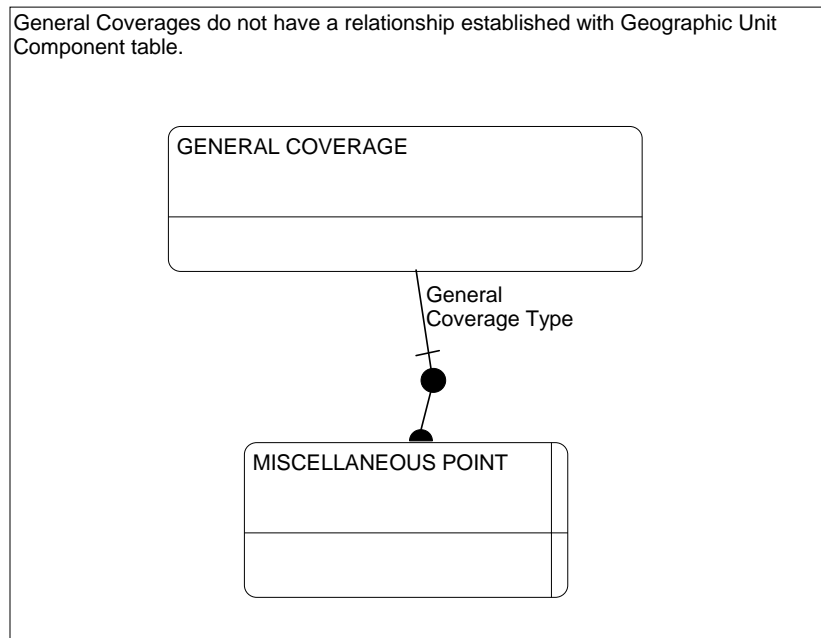 General Coverages do not have a relationship established with Geographic Unit
Component table.
GENERAL COVERAGE
General
Coverage Type
MISCELLANEOUS POINT